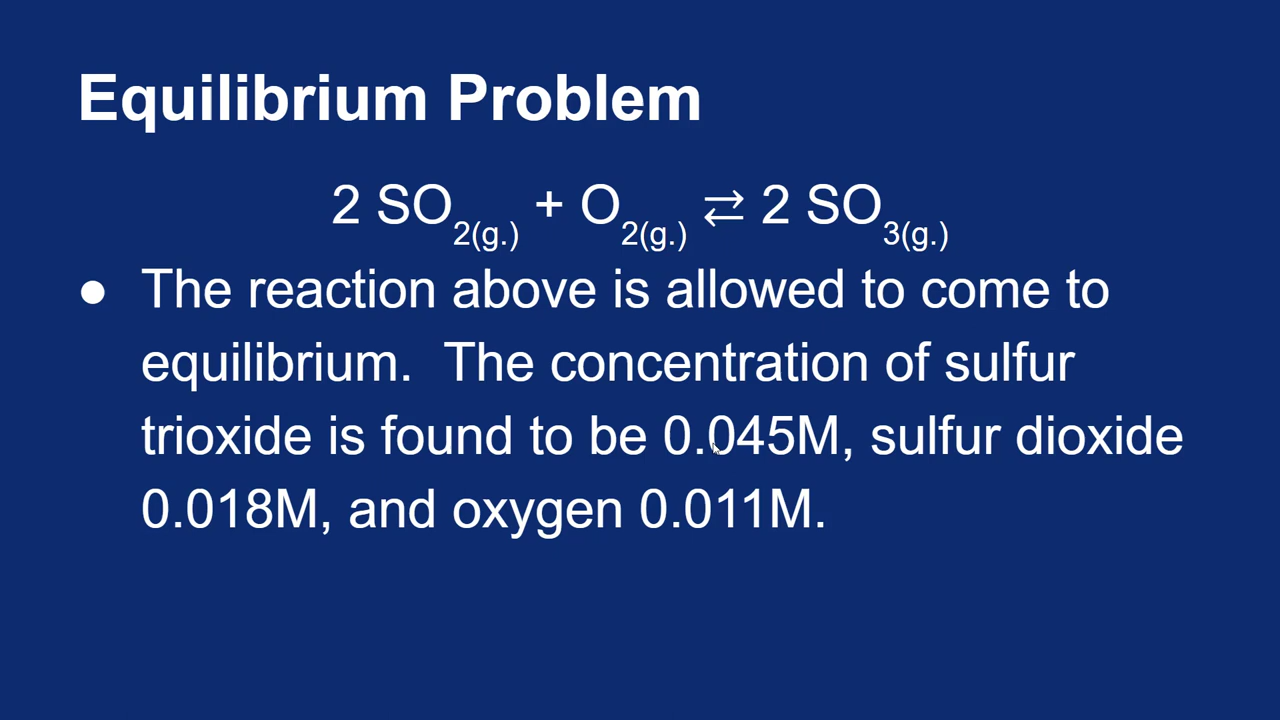 Equilibrium Problem
2 SO2(g.) + O2(g.) ⇄ 2 SO3(g.)
● The reaction above is allowed to come to
equilibrium.  The concentration of sulfur
trioxide is found to be 0.045M, sulfur dioxide
0.018M, and oxygen 0.011M.